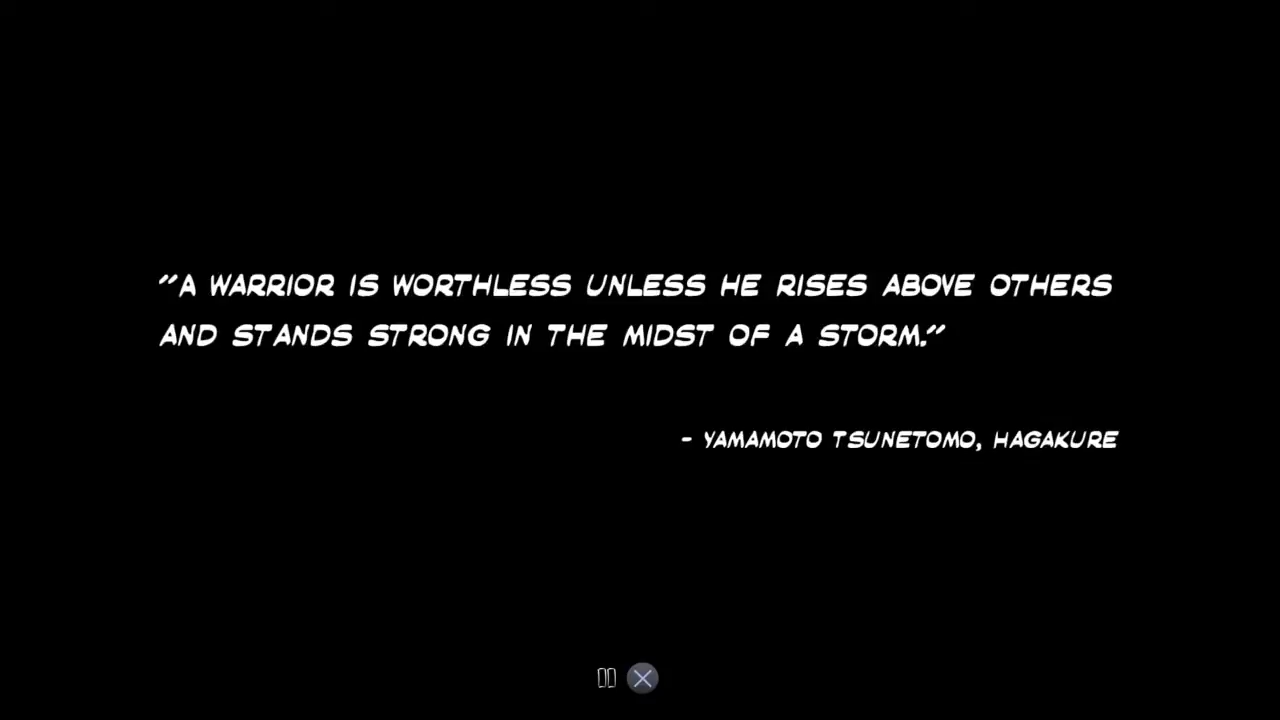 "A WARRIOR IS WORTHLESS UNLESS HE RISES ABOVE OTHERS
AND STANDS STRONG IN THE MIDST OF A STORM."
- YAMAMOTO TSUNETOMO, HAGAKURE